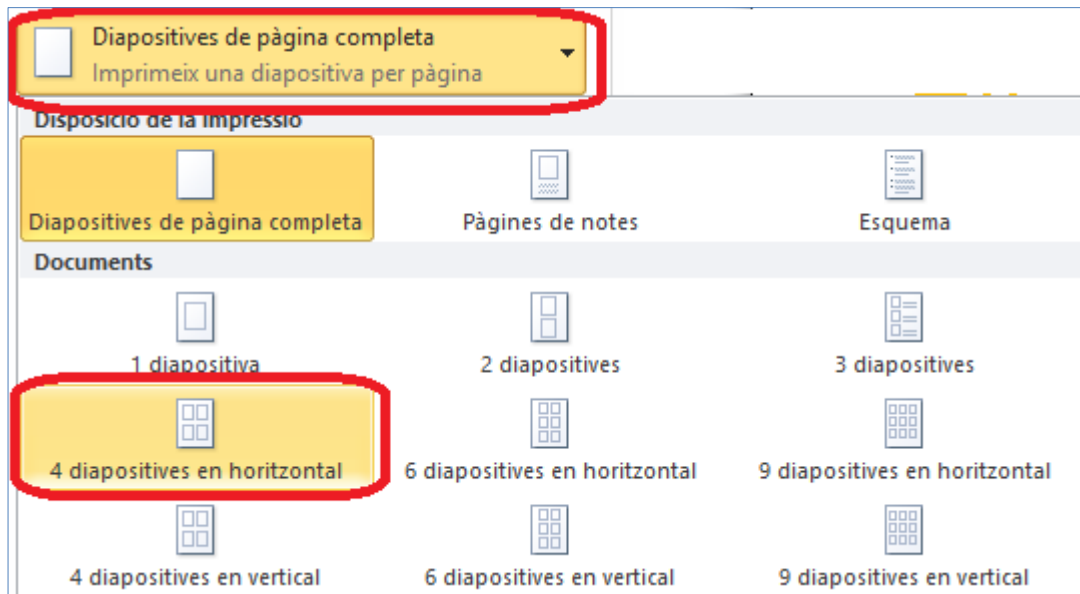 Diapositives de pàgina completa
Imprimeix una diapositiva per pàgina
Disposició de la impressió
Diapositives de pàgina completa
Pàgines de notes
Esquema
Documents
1 diapositiva
2 diapositives
3 diapositives
4 diapositives en horitzontal
6 diapositives en horitzontal
9 diapositives en horitzontal
4 diapositives en vertical
6 diapositives en vertical
9 diapositives en vertical